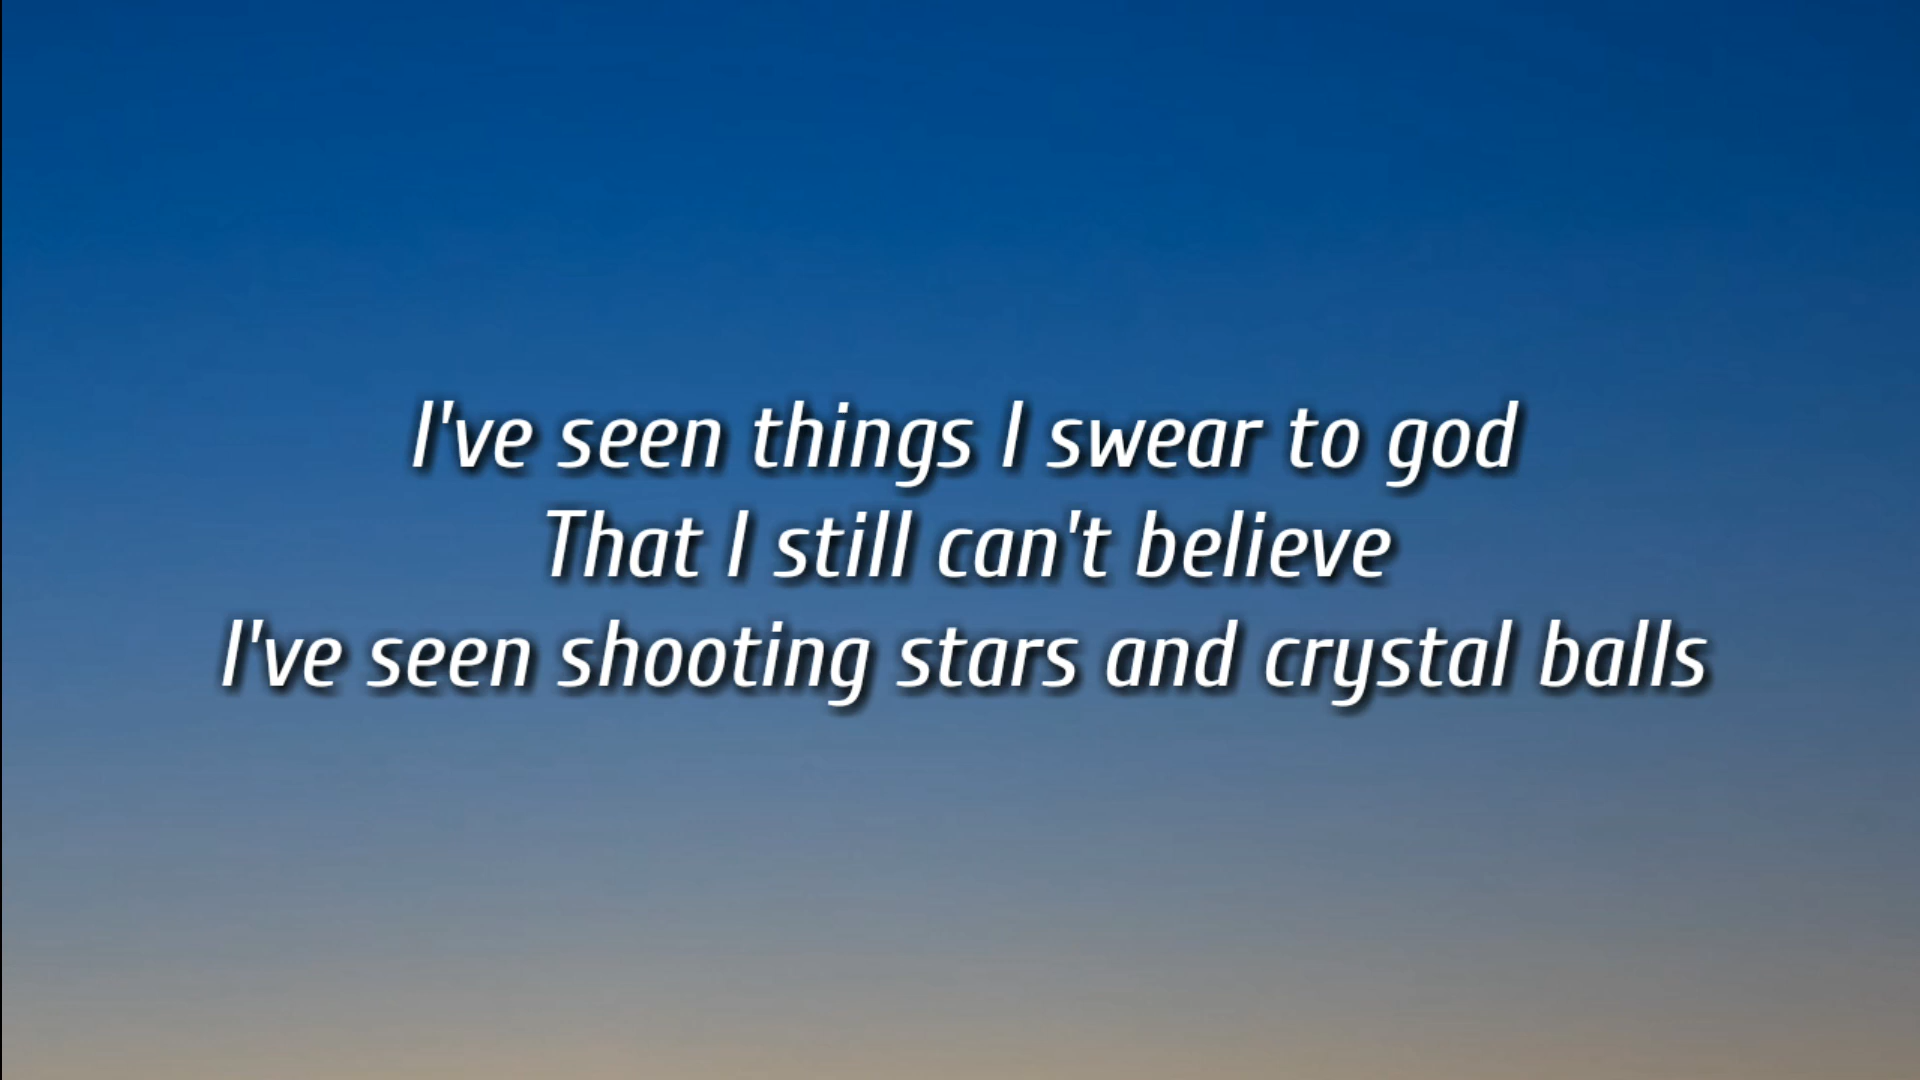 I've seen things I swear to god
That I still can't believe
I've seen shooting stars and crystal balls